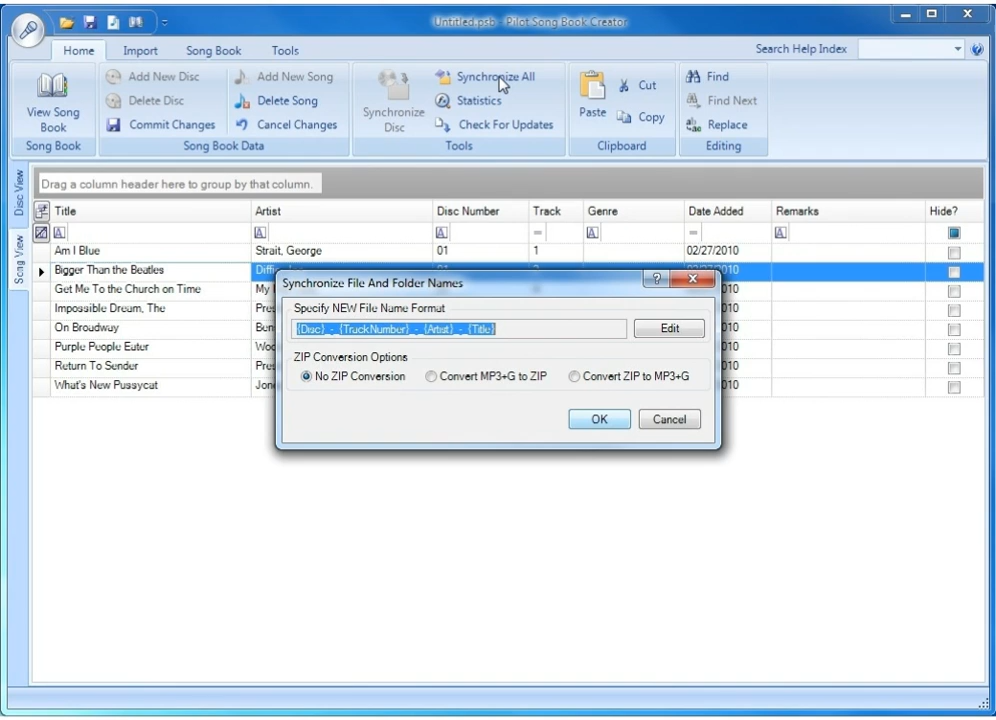 Untitled.psb - Pilot Song Book Creator
Home Import Song Book Tools Search Help Index
View Song Book
Add New Disc
Delete Disc
Commit Changes
Add New Song
Delete Song
Cancel Changes
Synchronize Disc
Synchronize All
Statistics
Check For Updates
Paste
Cut
Copy
Find
Find Next
Replace
Song Book Song Book Data Tools Clipboard Editing
Disc View
Song View
Drag a column header here to group by that column.
Title Artist Disc Number Track Genre Date Added Remarks Hide?
A A A = A = A
Am I Blue Strait, George 01 1 02/27/2010
Bigger Than the Beatles
Get Me To the Church on Time My
Impossible Dream, The Pres
On Broadway Ben
Purple People Eater Woo
Return To Sender Pres
What's New Pussycat Jon
Synchronize File And Folder Names
Specify NEW File Name Format
{Disc} - {TruckNumber} - {Artist} - {Title}
Edit
ZIP Conversion Options
No ZIP Conversion Convert MP3+G to ZIP Convert ZIP to MP3+G
OK Cancel